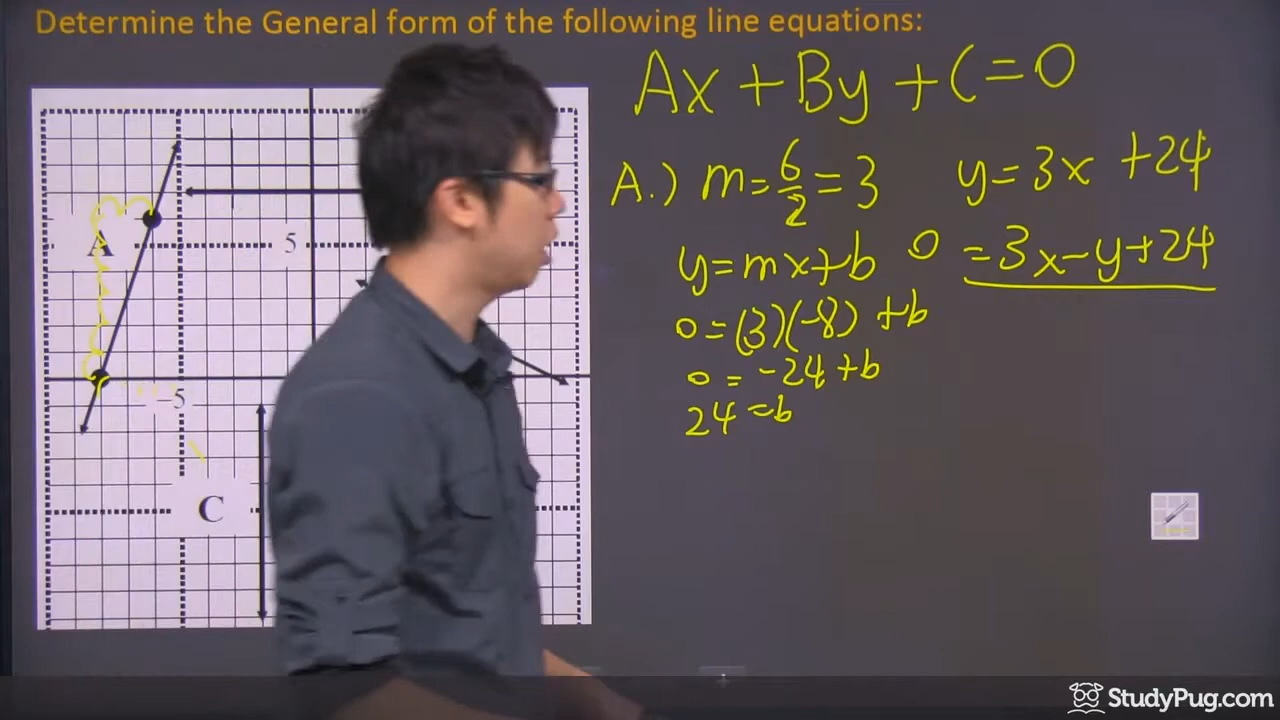 Determine the General form of the following line equations:
Ax + By + C = 0
A.) m = 6/2 = 3
y = mx + b
0 = (3)(-8) + b
0 = -24 + b
24 = b
y = 3x + 24
0 = 3x - y + 24
A
5
-5
C
StudyPug.com